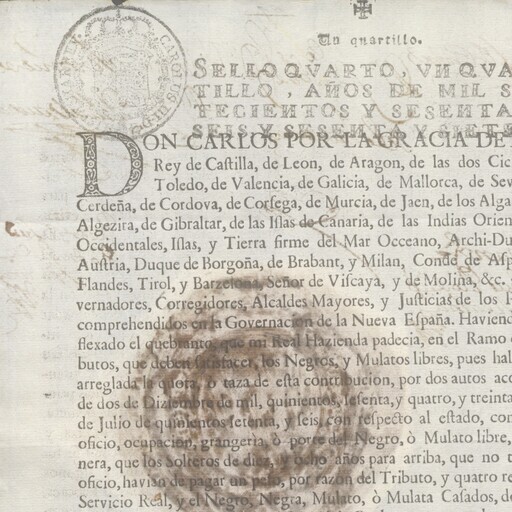 Un quartillo.
SELLO QVARTO, VN QVA
TILLO, AÑOS DE MIL S
TECIENTOS Y SESENTA
SEIS Y SESENTA Y SIETE
DON CARLOS POR LA GRACIA DE
Rey de Caſtilla, de Leon, de Aragon, de las dos Cic
Toledo, de Valencia, de Galicia, de Mallorca, de Sev
Cerdeña, de Cordova, de Corſega, de Murcia, de Jaen, de los Alga
Algezira, de Gibraltar, de las Iſlas de Canaria, de las Indias Orien
Occidentales, Iſlas, y Tierra firme del Mar Occeano, Archi-Du
Auſtria, Duque de Borgoña, de Brabant, y Milan, Conde de Aſp
Flandes, Tirol, y Barzelona, Señor de Viſcaya, y de Molina, &c.
vernadores, Corregidores, Alcaldes Mayores, y Juſticias de los
comprehendidos en la Governacion de la Nueva Eſpaña. Haviend
flexado el quebranto, que mi Real Hazienda padecia, en el Ramo
butos, que deben ſatisfacer, los Negros, y Mulatos libres, pues hal
arreglada la quota, ò taza de eſta contribucion, por dos autos aco
de dos de Diziembre de mil, quinientos, ſeſenta, y quatro, y treinta
de Julio de quinientos ſetenta, y ſeis, con reſpecto al eſtado, con
oficio, ocupacion, grangeria, ò porte del Negro, ò Mulato libre,
nera, que los ſolteros de diez, y ocho años para arriba, que no t
oficio, havian de pagar un peſo, por razon del Tributo, y quatro re
Servicio Real, y el Negro, Negra, Mulato, ò Mulata Caſados, d